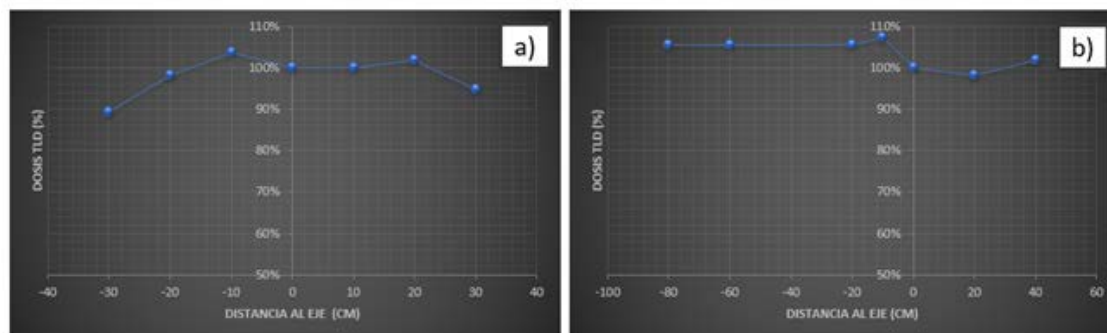 a)
110%
100%
90%
80%
70%
60%
50%
DOSIS TLD (%)
-40 -30 -20 -10 0 10 20 30 40
DISTANCIA AL EJE (CM)
b)
110%
100%
90%
80%
70%
60%
50%
DOSIS TLD (%)
-100 -80 -60 -40 -20 0 20 40 60
DISTANCIA AL EJE (CM)